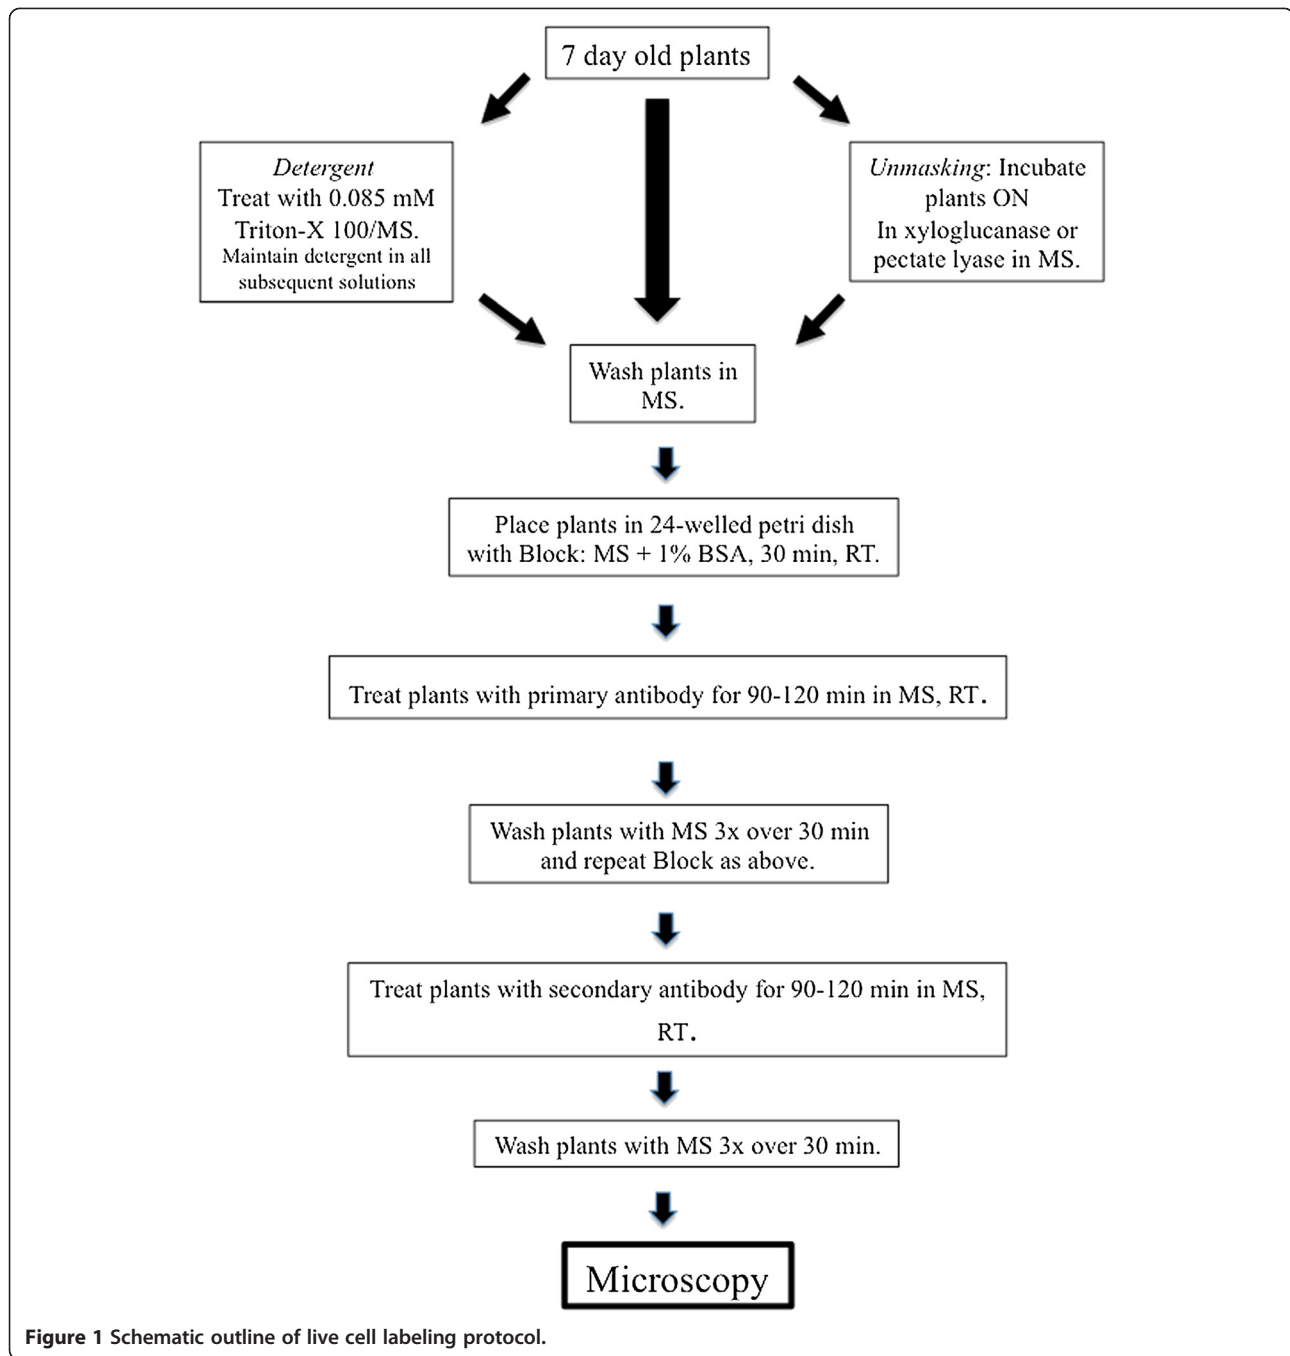 7 day old plants
Detergent
Treat with 0.085 mM
Triton-X 100/MS.
Maintain detergent in all
subsequent solutions
Unmasking: Incubate
plants ON
In xyloglucanase or
pectate lyase in MS.
Wash plants in
MS.
Place plants in 24-welled petri dish
with Block: MS + 1% BSA, 30 min, RT.
Treat plants with primary antibody for 90-120 min in MS, RT.
Wash plants with MS 3x over 30 min
and repeat Block as above.
Treat plants with secondary antibody for 90-120 min in MS,
RT.
Wash plants with MS 3x over 30 min.
Microscopy
Figure 1 Schematic outline of live cell labeling protocol.